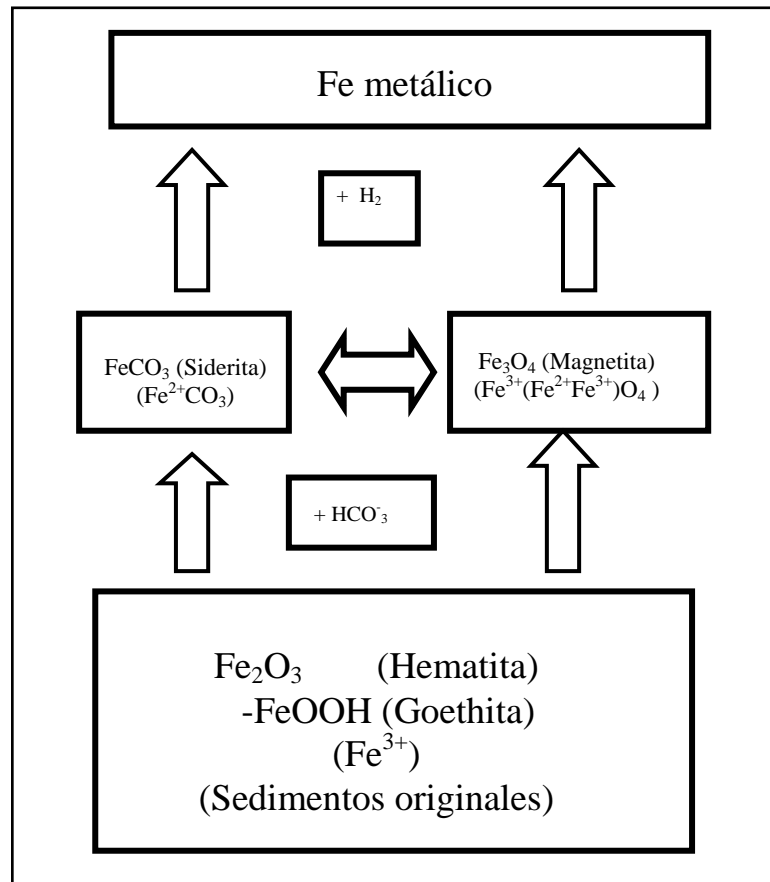 Fe metálico
+ H₂
FeCO₃ (Siderita)
(Fe²⁺CO₃)
Fe₃O₄ (Magnetita)
(Fe³⁺(Fe²⁺Fe³⁺)O₄ )
+ HCO⁻₃
Fe₂O₃ (Hematita)
-FeOOH (Goethita)
(Fe³⁺)
(Sedimentos originales)